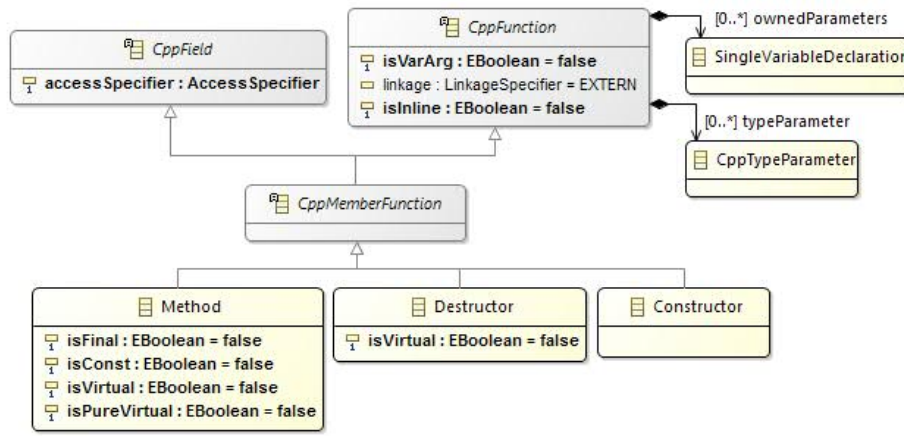 CppField
accessSpecifier : AccessSpecifier
CppFunction
isVarArg : EBoolean = false
linkage : LinkageSpecifier = EXTERN
isInline : EBoolean = false
[0..*] ownedParameters
SingleVariableDeclaration
[0..*] typeParameter
CppTypeParameter
CppMemberFunction
Method
isFinal : EBoolean = false
isConst : EBoolean = false
isVirtual : EBoolean = false
isPureVirtual : EBoolean = false
Destructor
isVirtual : EBoolean = false
Constructor